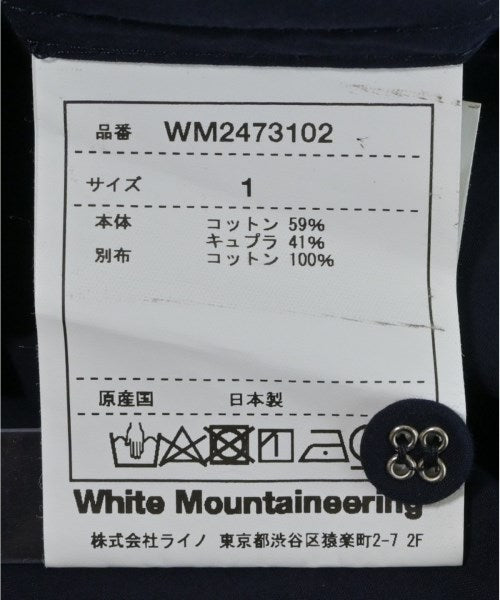 品番 WM2473102
サイズ 1
本体 コットン 59%
キュプラ 41%
別布 コットン 100%
原産国 日本製
White Mountaineering
株式会社ライノ 東京都渋谷区猿楽町2-7 2F